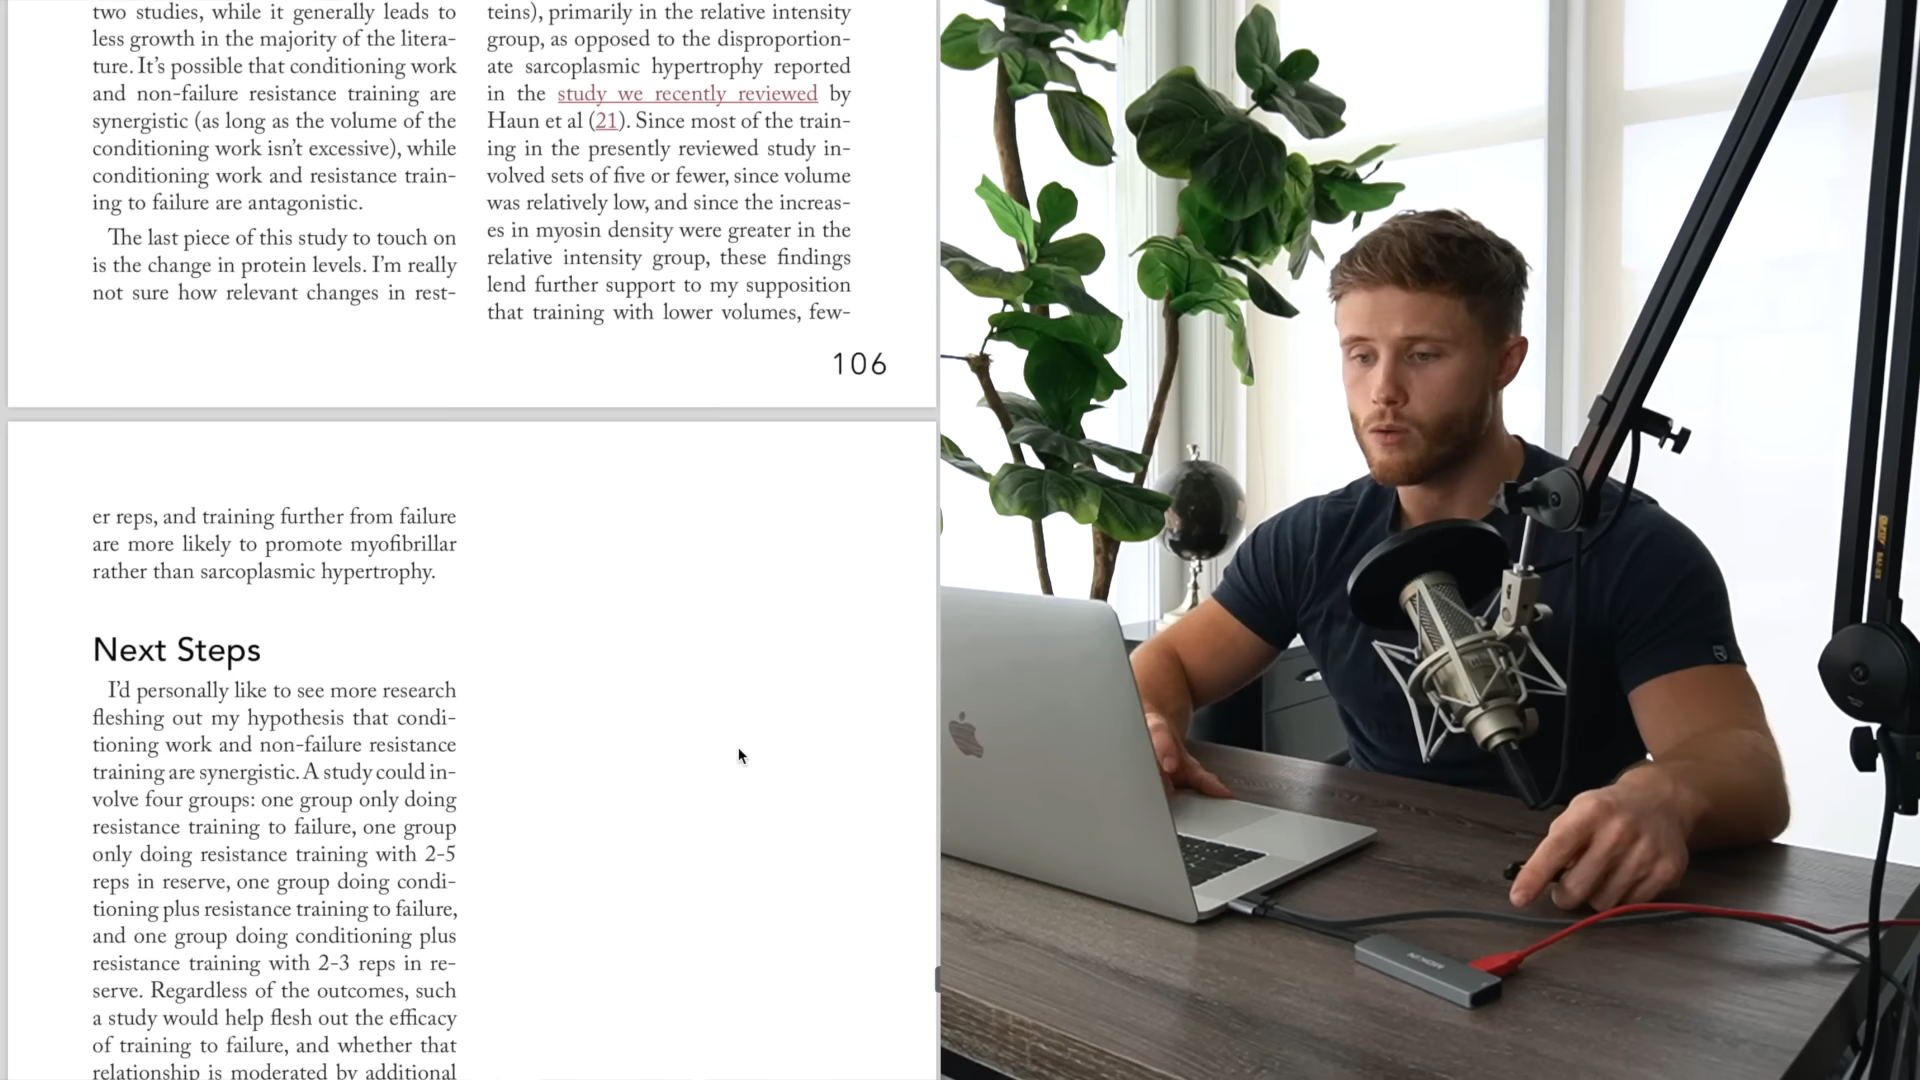 two studies, while it generally leads to
less growth in the majority of the litera-
ture. It's possible that conditioning work
and non-failure resistance training are
synergistic (as long as the volume of the
conditioning work isn't excessive), while
conditioning work and resistance train-
ing to failure are antagonistic.
The last piece of this study to touch on
is the change in protein levels. I'm really
not sure how relevant changes in rest-
teins), primarily in the relative intensity
group, as opposed to the disproportion-
ate sarcoplasmic hypertrophy reported
in the study we recently reviewed by
Haun et al (21). Since most of the train-
ing in the presently reviewed study in-
volved sets of five or fewer, since volume
was relatively low, and since the increas-
es in myosin density were greater in the
relative intensity group, these findings
lend further support to my supposition
that training with lower volumes, few-
106
er reps, and training further from failure
are more likely to promote myofibrillar
rather than sarcoplasmic hypertrophy.
Next Steps
I'd personally like to see more research
fleshing out my hypothesis that condi-
tioning work and non-failure resistance
training are synergistic. A study could in-
volve four groups: one group only doing
resistance training to failure, one group
only doing resistance training with 2-5
reps in reserve, one group doing condi-
tioning plus resistance training to failure,
and one group doing conditioning plus
resistance training with 2-3 reps in re-
serve. Regardless of the outcomes, such
a study would help flesh out the efficacy
of training to failure, and whether that
relationship is moderated by additional